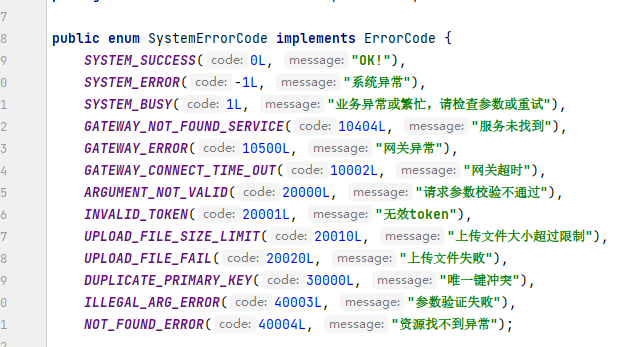 7
8 public enum SystemErrorCode implements ErrorCode {
9 SYSTEM_SUCCESS( code: 0L, message: "OK!"),
0 SYSTEM_ERROR( code: -1L, message: "系统异常"),
1 SYSTEM_BUSY( code: 1L, message: "业务异常或繁忙，请检查参数或重试"),
2 GATEWAY_NOT_FOUND_SERVICE( code: 10404L, message: "服务未找到"),
3 GATEWAY_ERROR( code: 10500L, message: "网关异常"),
4 GATEWAY_CONNECT_TIME_OUT( code: 10002L, message: "网关超时"),
5 ARGUMENT_NOT_VALID( code: 20000L, message: "请求参数校验不通过"),
6 INVALID_TOKEN( code: 20001L, message: "无效token"),
7 UPLOAD_FILE_SIZE_LIMIT( code: 20010L, message: "上传文件大小超过限制"),
8 UPLOAD_FILE_FAIL( code: 20020L, message: "上传文件失败"),
9 DUPLICATE_PRIMARY_KEY( code: 30000L, message: "唯一键冲突"),
0 ILLEGAL_ARG_ERROR( code: 40003L, message: "参数验证失败"),
1 NOT_FOUND_ERROR( code: 40004L, message: "资源找不到异常");